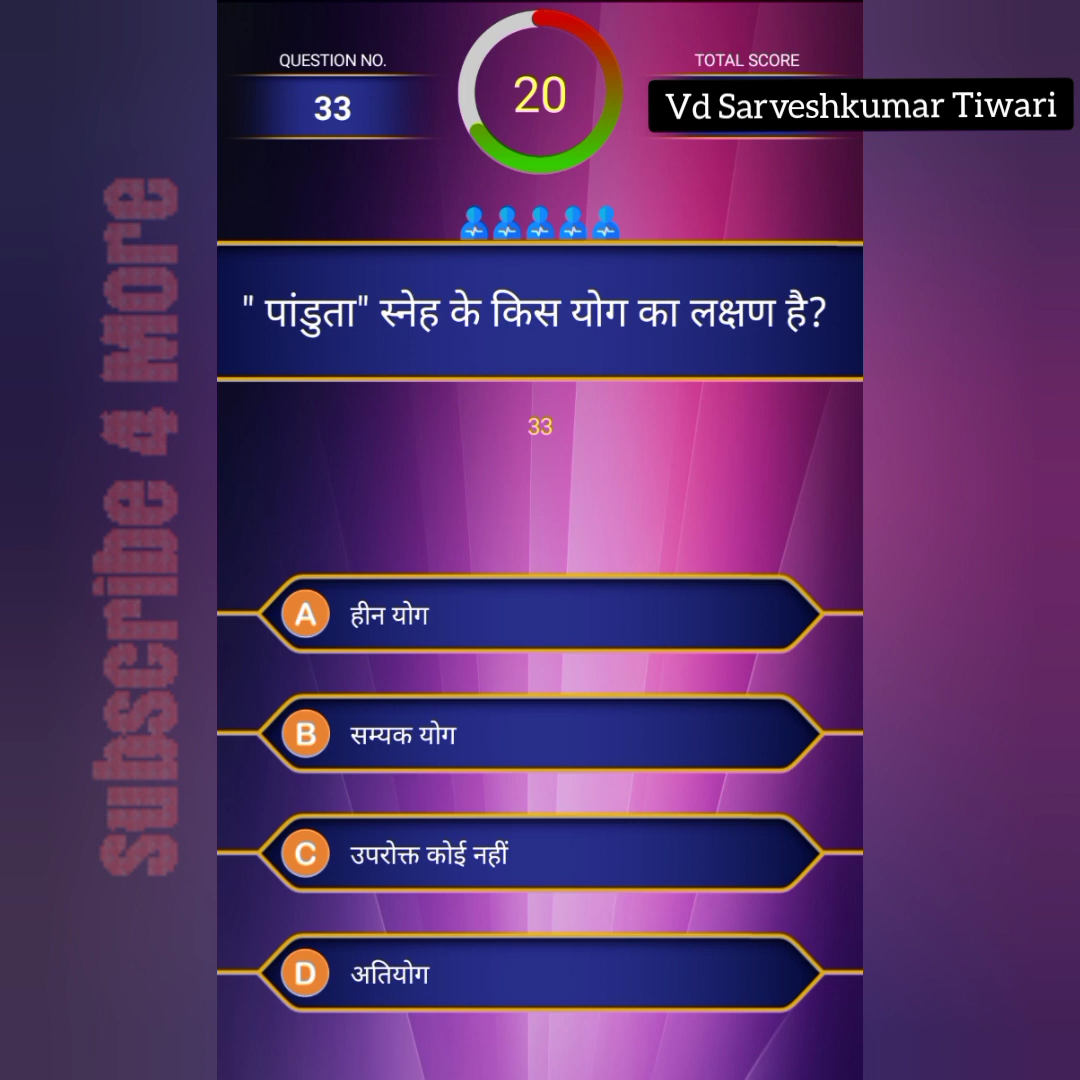 QUESTION NO.
33
20
TOTAL SCORE
Vd Sarveshkumar Tiwari
Subscribe 4 More
" पांडुता" स्नेह के किस योग का लक्षण है?
33
A हीन योग
B सम्यक योग
C उपरोक्त कोई नहीं
D अतियोग